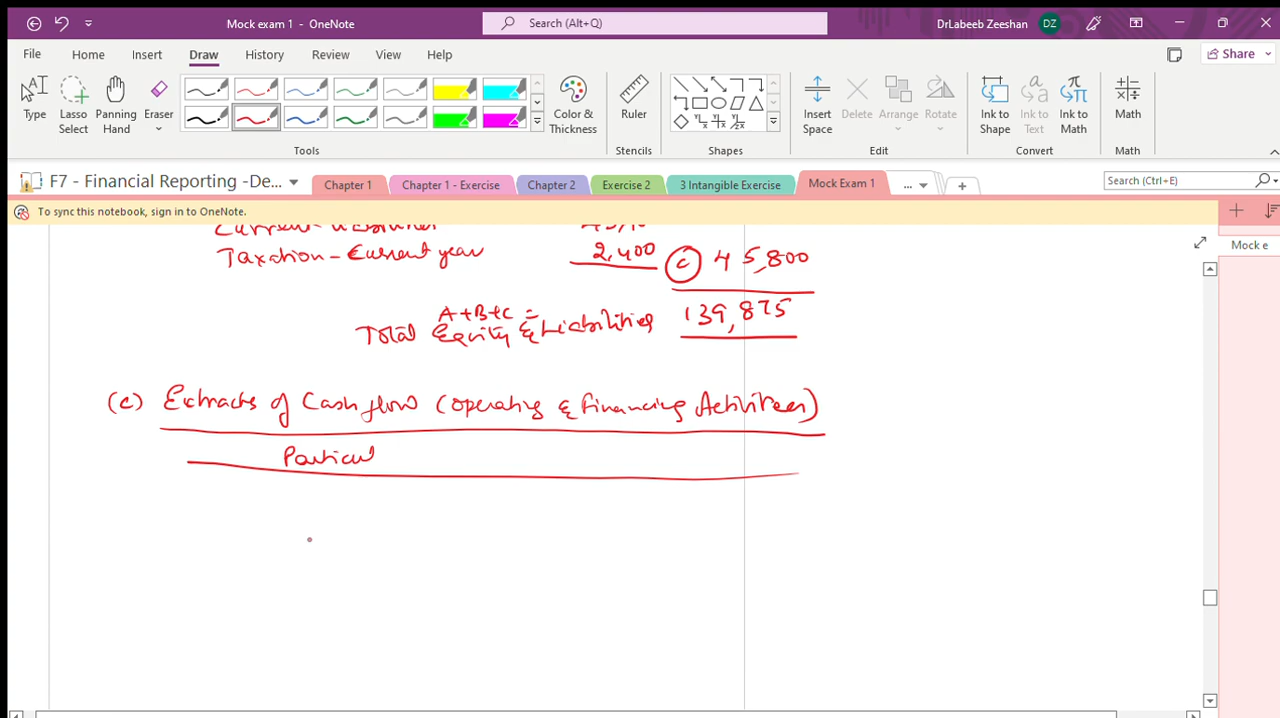 Mock exam 1 - OneNote
Search (Alt+Q)
DrLabeeb Zeeshan DZ
File Home Insert Draw History Review View Help
Share
Type Lasso Select Panning Hand Eraser
Color & Thickness
Ruler
Insert Space Delete Arrange Rotate
Ink to Shape Ink to Text Ink to Math
Math
Tools Stencils Shapes Edit Convert Math
F7 - Financial Reporting -De...
Chapter 1 Chapter 1 - Exercise Chapter 2 Exercise 2 3 Intangible Exercise Mock Exam 1 ...
Search (Ctrl+E)
To sync this notebook, sign in to OneNote.
Mock e
Taxation - Current year 2,400 C 45,800
A+B+C =
Total Equity & Liabilities 139,875
(c) Extracts of Cash flow (operating & financing Activities)
Particul